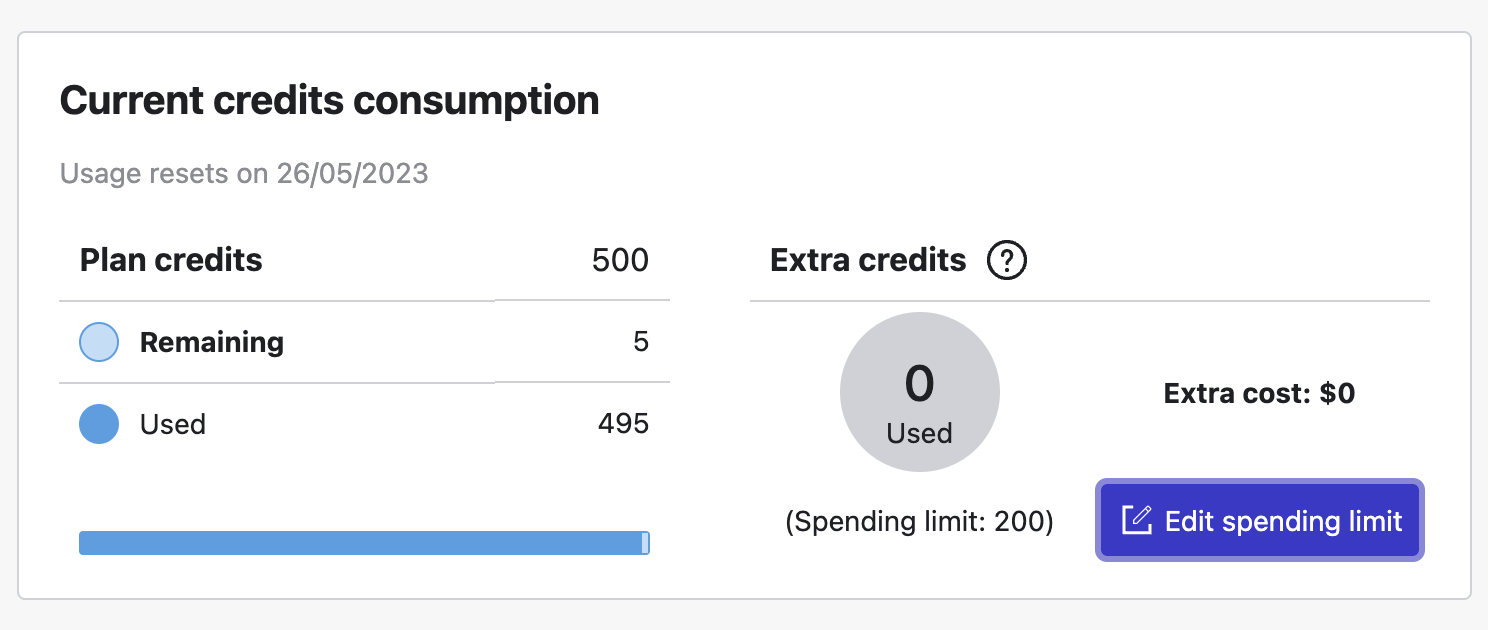 Current credits consumption
Usage resets on 26/05/2023
Plan credits 500
Remaining 5
Used 495
Extra credits ?
0
Used
Extra cost: $0
(Spending limit: 200)
Edit spending limit